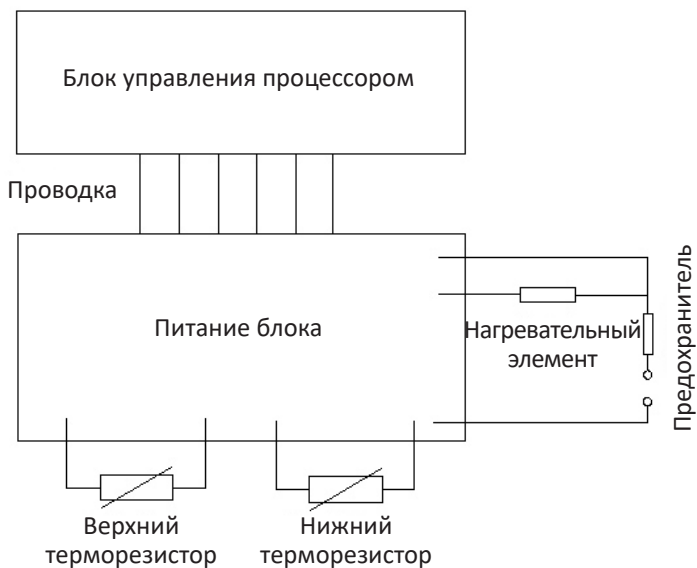 Блок управления процессором
Проводка
Питание блока
Нагревательный
элемент
Предохранитель
Верхний
терморезистор
Нижний
терморезистор